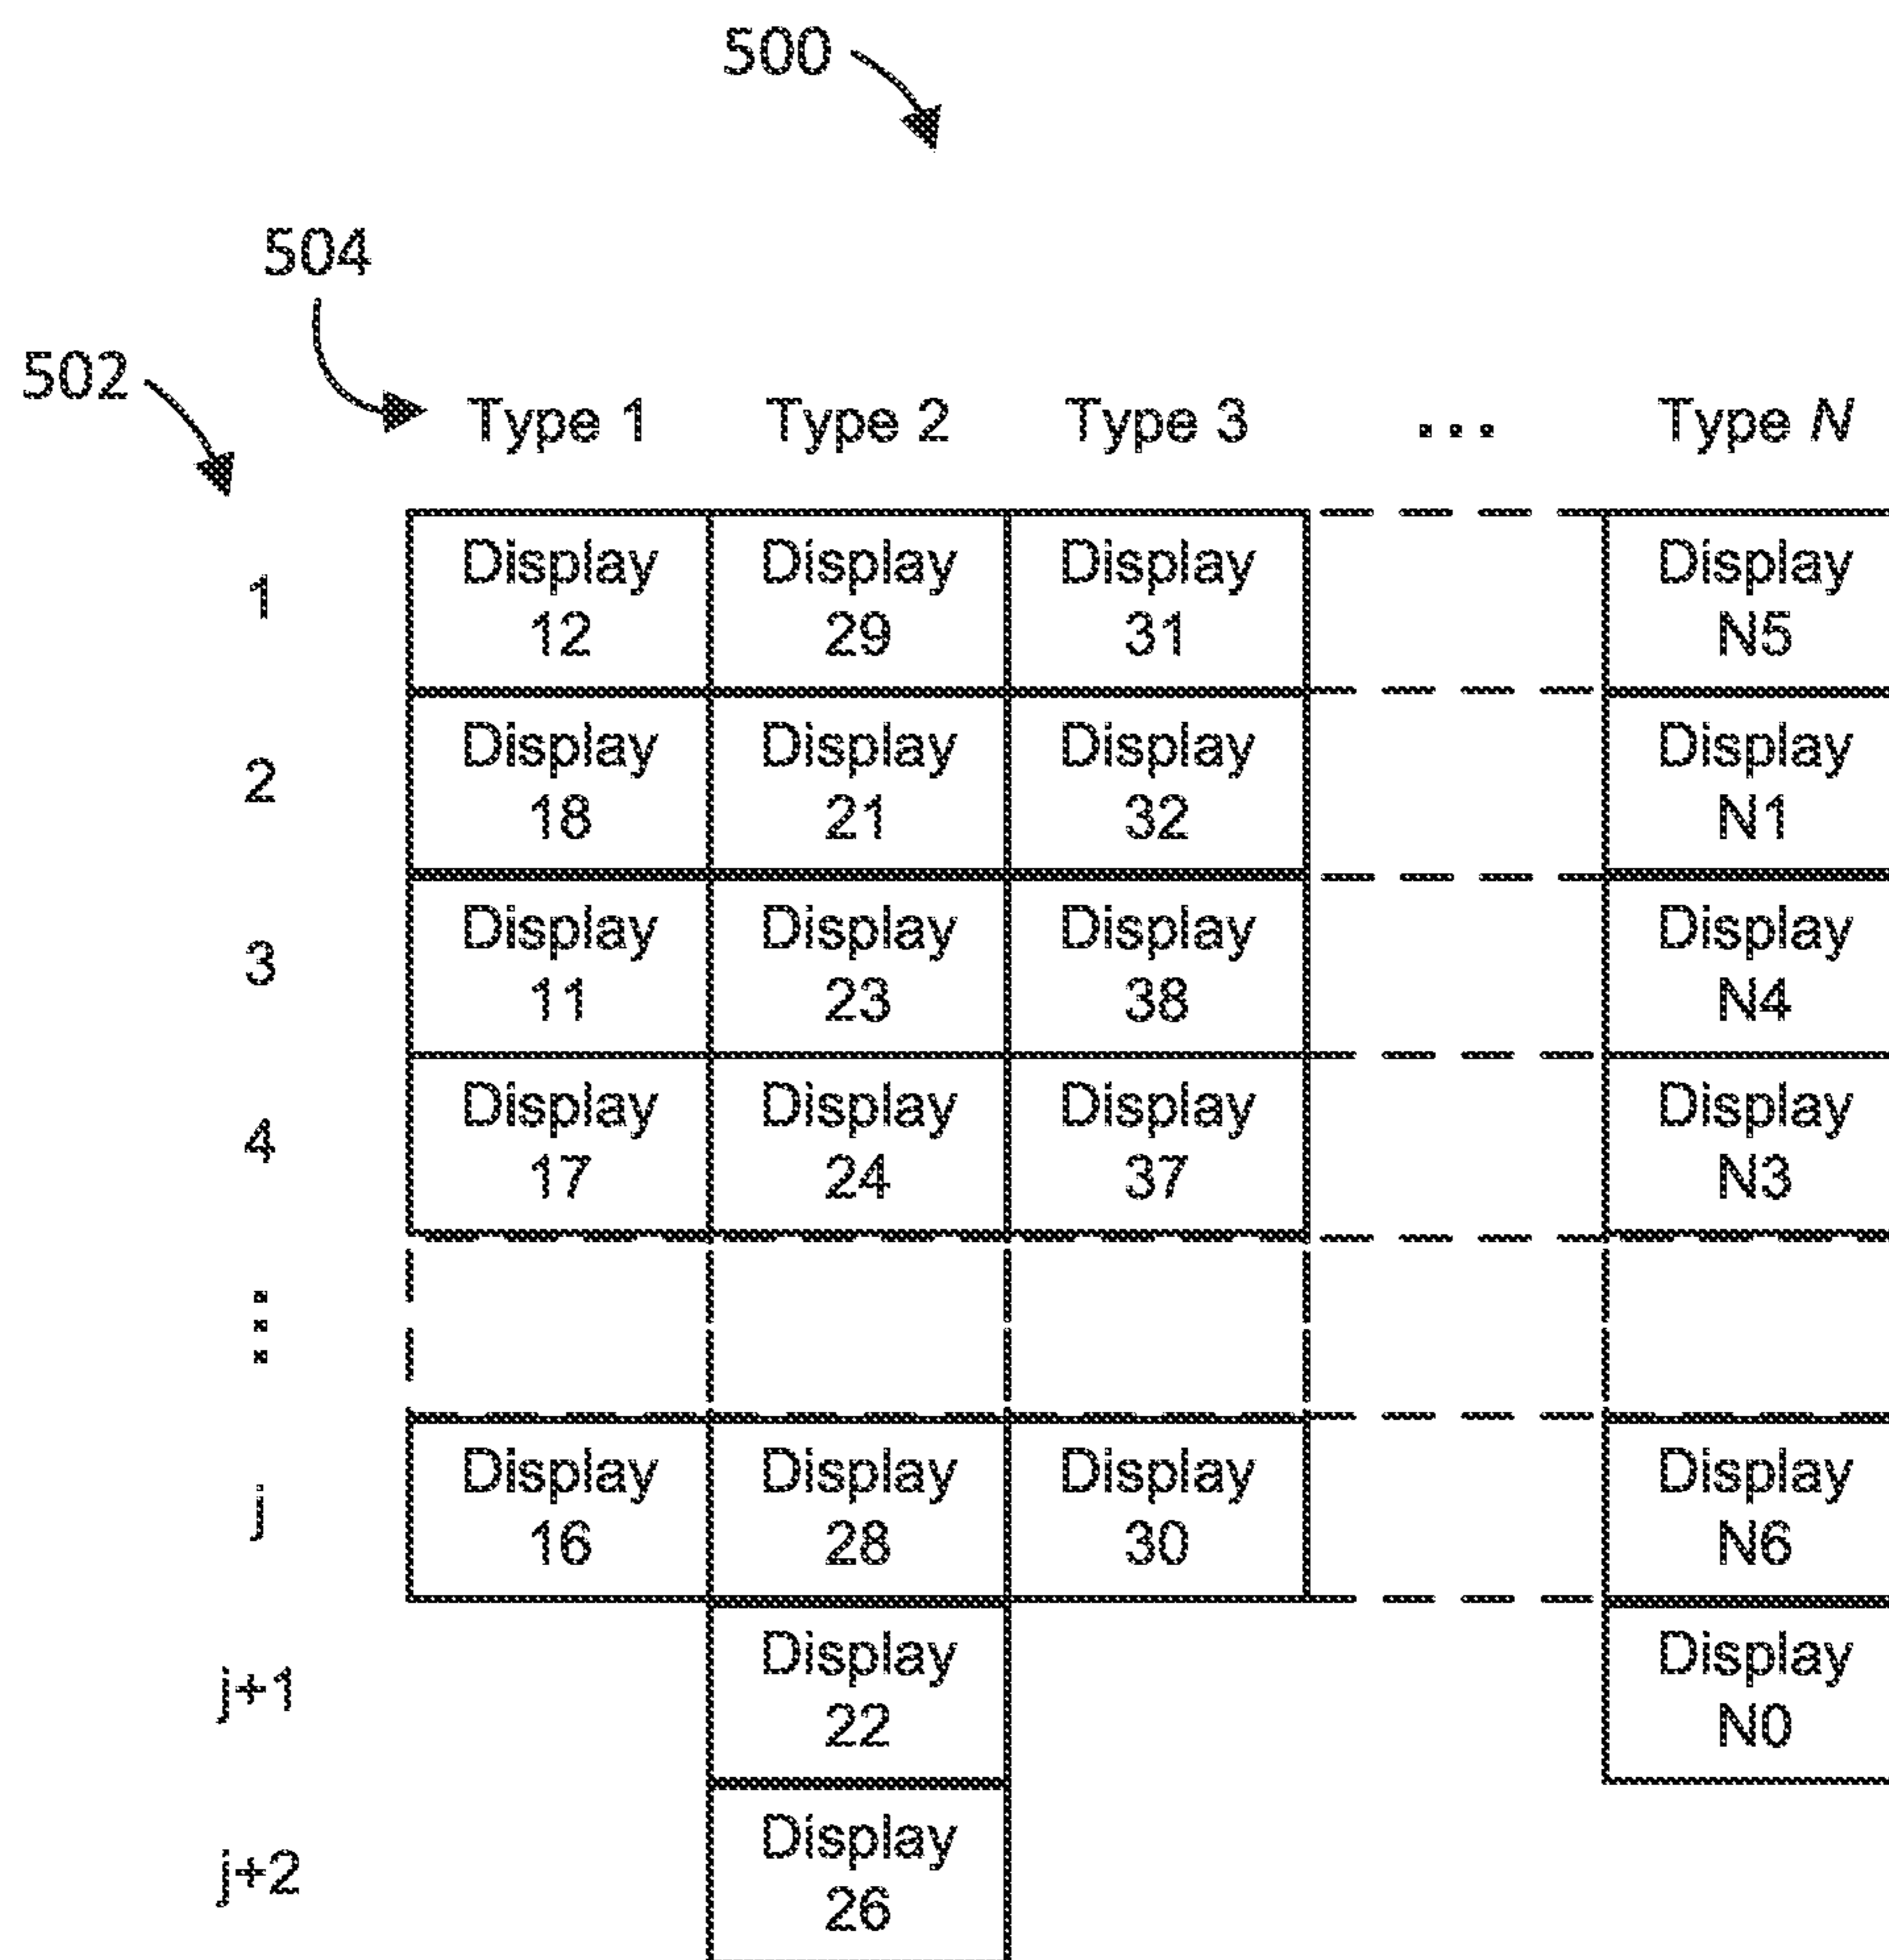 500
504
502
Type 1 Type 2 Type 3 ... Type N
1 Display 12 Display 29 Display 31 Display N5
2 Display 18 Display 21 Display 32 Display N1
3 Display 11 Display 23 Display 38 Display N4
4 Display 17 Display 24 Display 37 Display N3
⋮
j Display 16 Display 28 Display 30 Display N6
j+1 Display 22 Display N0
j+2 Display 26